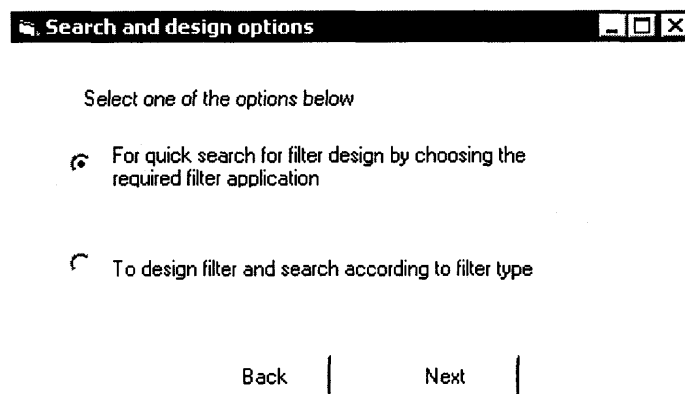 Search and design options
Select one of the options below
For quick search for filter design by choosing the
required filter application
To design filter and search according to filter type
Back Next